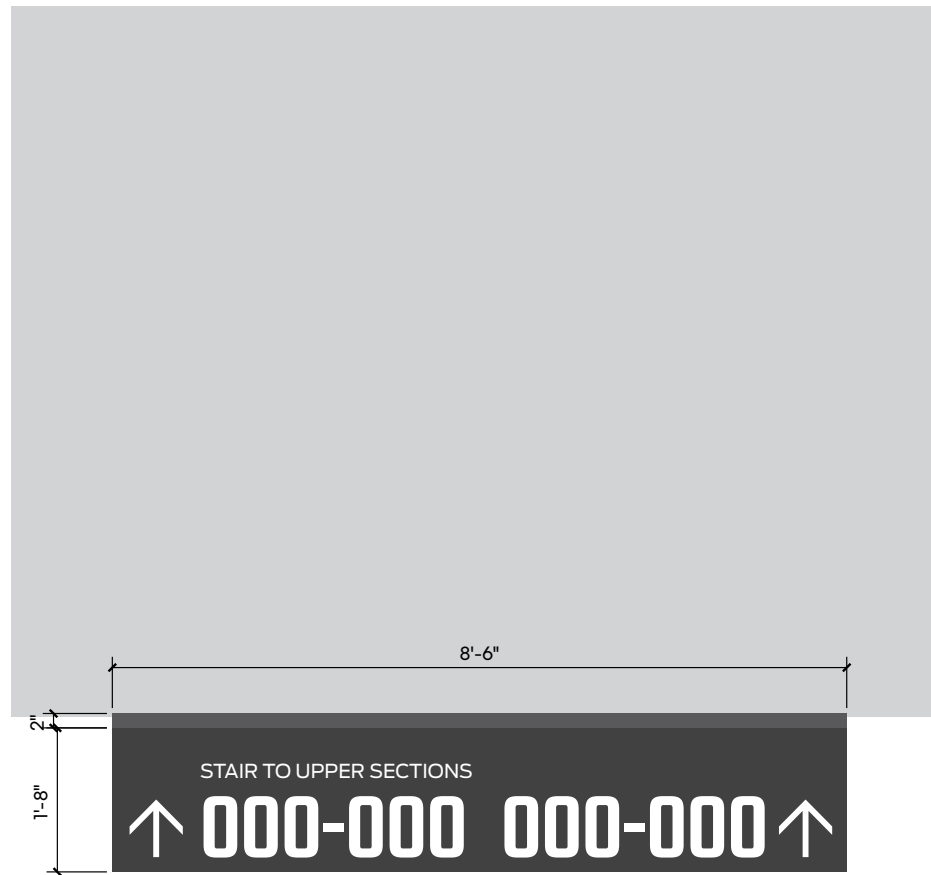 8'-6"
2"
1'-8"
STAIR TO UPPER SECTIONS
000-000 000-000